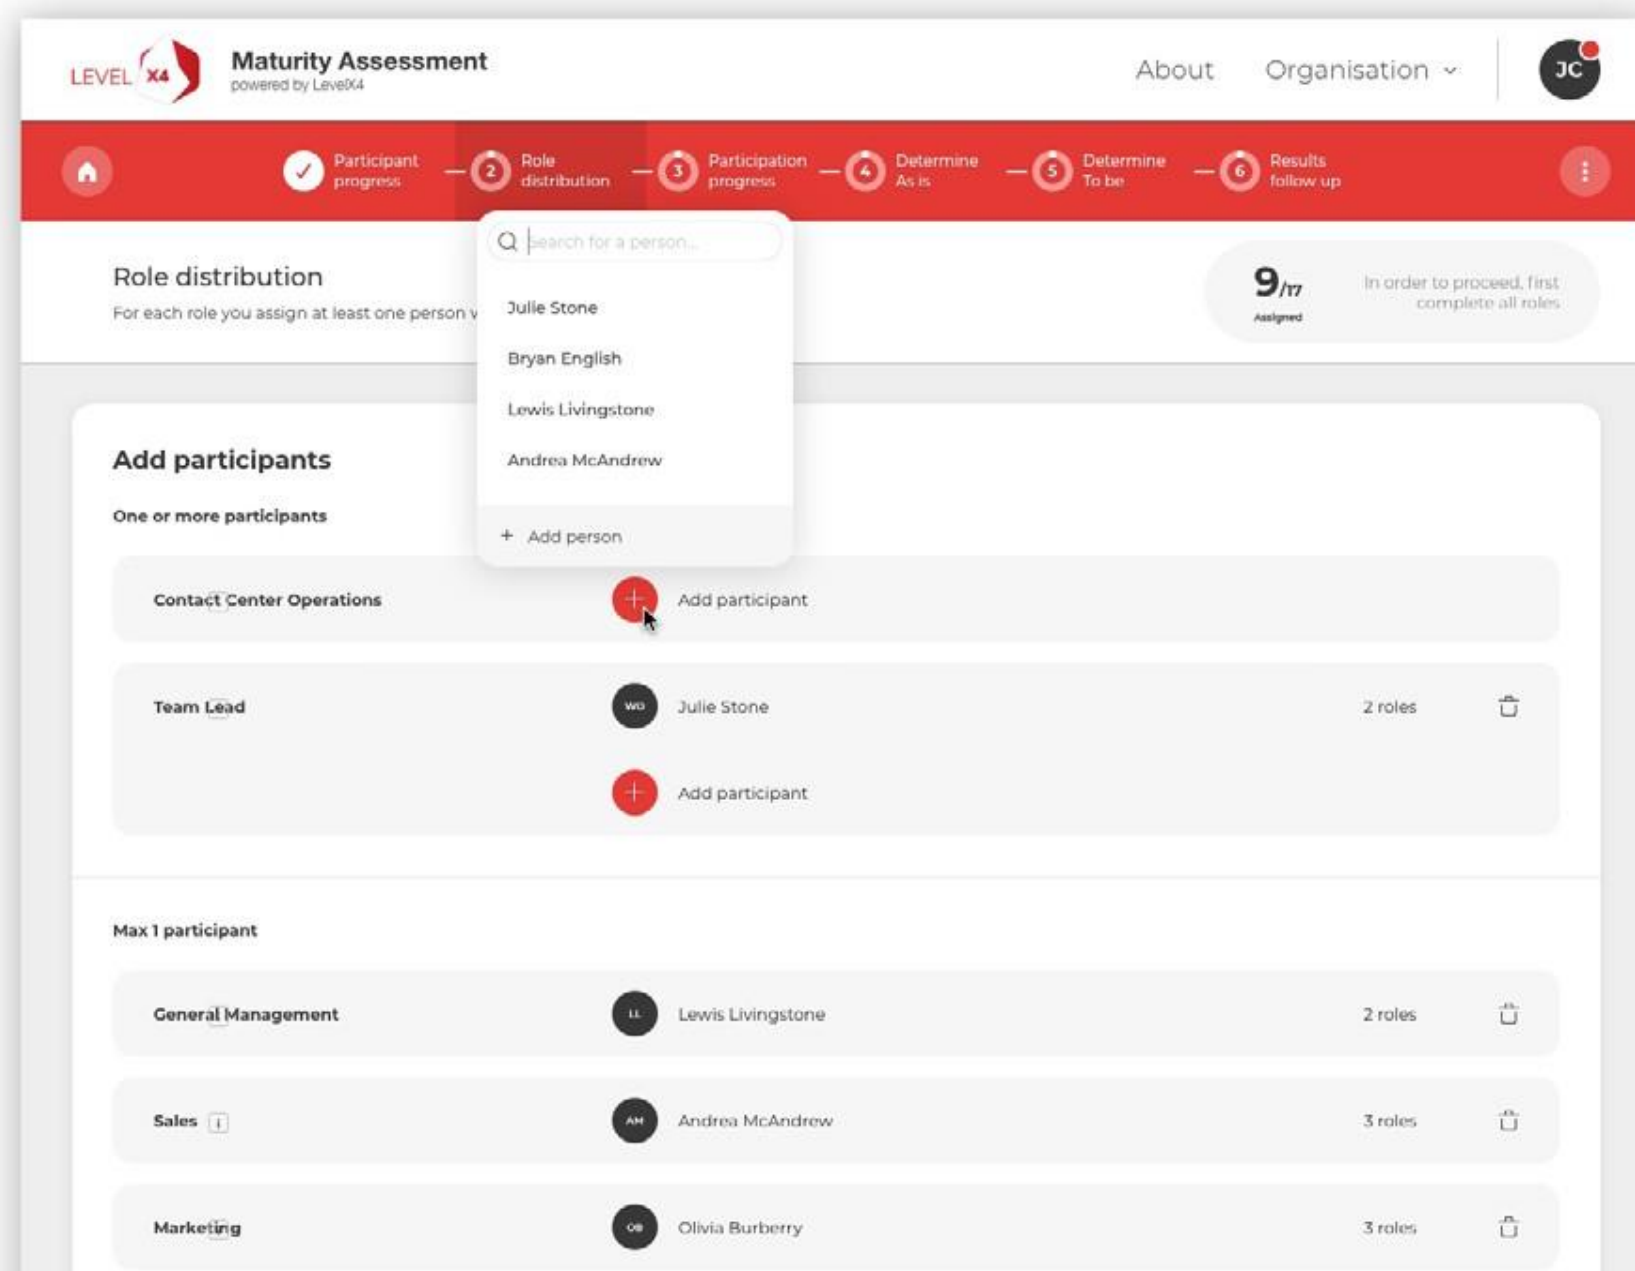 LEVEL X4
Maturity Assessment
powered by LevelX4
About
Organisation
JC
Participant
progress
2
Role
distribution
3
Participation
progress
4
Determine
As is
5
Determine
To be
6
Results
follow up
Search for a person...
Julie Stone
Bryan English
Lewis Livingstone
Andrea McAndrew
+ Add person
Role distribution
For each role you assign at least one person
9/17
Assigned
In order to proceed, first
complete all roles
Add participants
One or more participants
Contact Center Operations
+ Add participant
Team Lead
WO
Julie Stone
2 roles
+ Add participant
Max 1 participant
General Management
LL
Lewis Livingstone
2 roles
Sales i
AM
Andrea McAndrew
3 roles
Marketing
OB
Olivia Burberry
3 roles